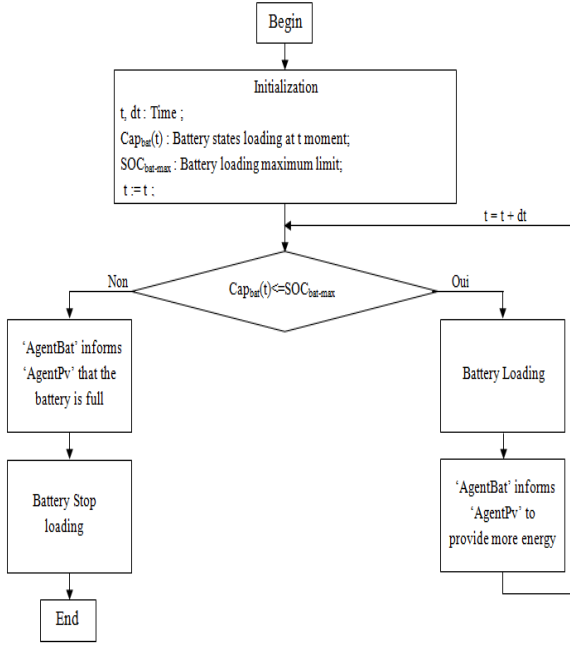 Begin
Initialization
t, dt : Time ;
Capbat(t) : Battery states loading at t moment;
SOCbat-max : Battery loading maximum limit;
t := t :
t = t + dt
Capbat(t)<=SOCbat-max
Non
Oui
‘AgentBat’ informs
‘AgentPv’ that the
battery is full
Battery Loading
Battery Stop
loading
‘AgentBat’ informs
‘AgentPv’ to
provide more energy
End